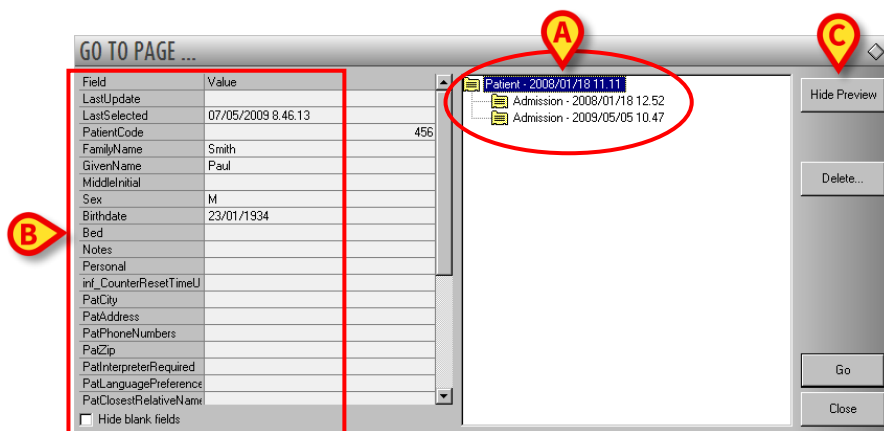 A
C
GO TO PAGE ...
Field Value
LastUpdate
LastSelected 07/05/2009 8.46.13
PatientCode 456
FamilyName Smith
GivenName Paul
MiddleInitial
Sex M
Birthdate 23/01/1934
Bed
Notes
Personal
inf_CounterResetTimeU
PatCity
PatAddress
PatPhoneNumbers
PatZip
PatInterpreterRequired
PatLanguagePreference
PatClosestRelativeName
Hide blank fields
B
Patient - 2008/01/18 11.11
Admission - 2008/01/18 12.52
Admission - 2009/05/05 10.47
Hide Preview
Delete...
Go
Close